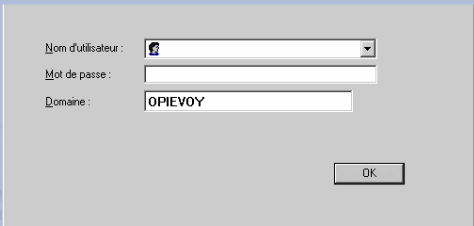 Nom d'utilisateur :
Mot de passe :
Domaine : OPIEVOY
OK